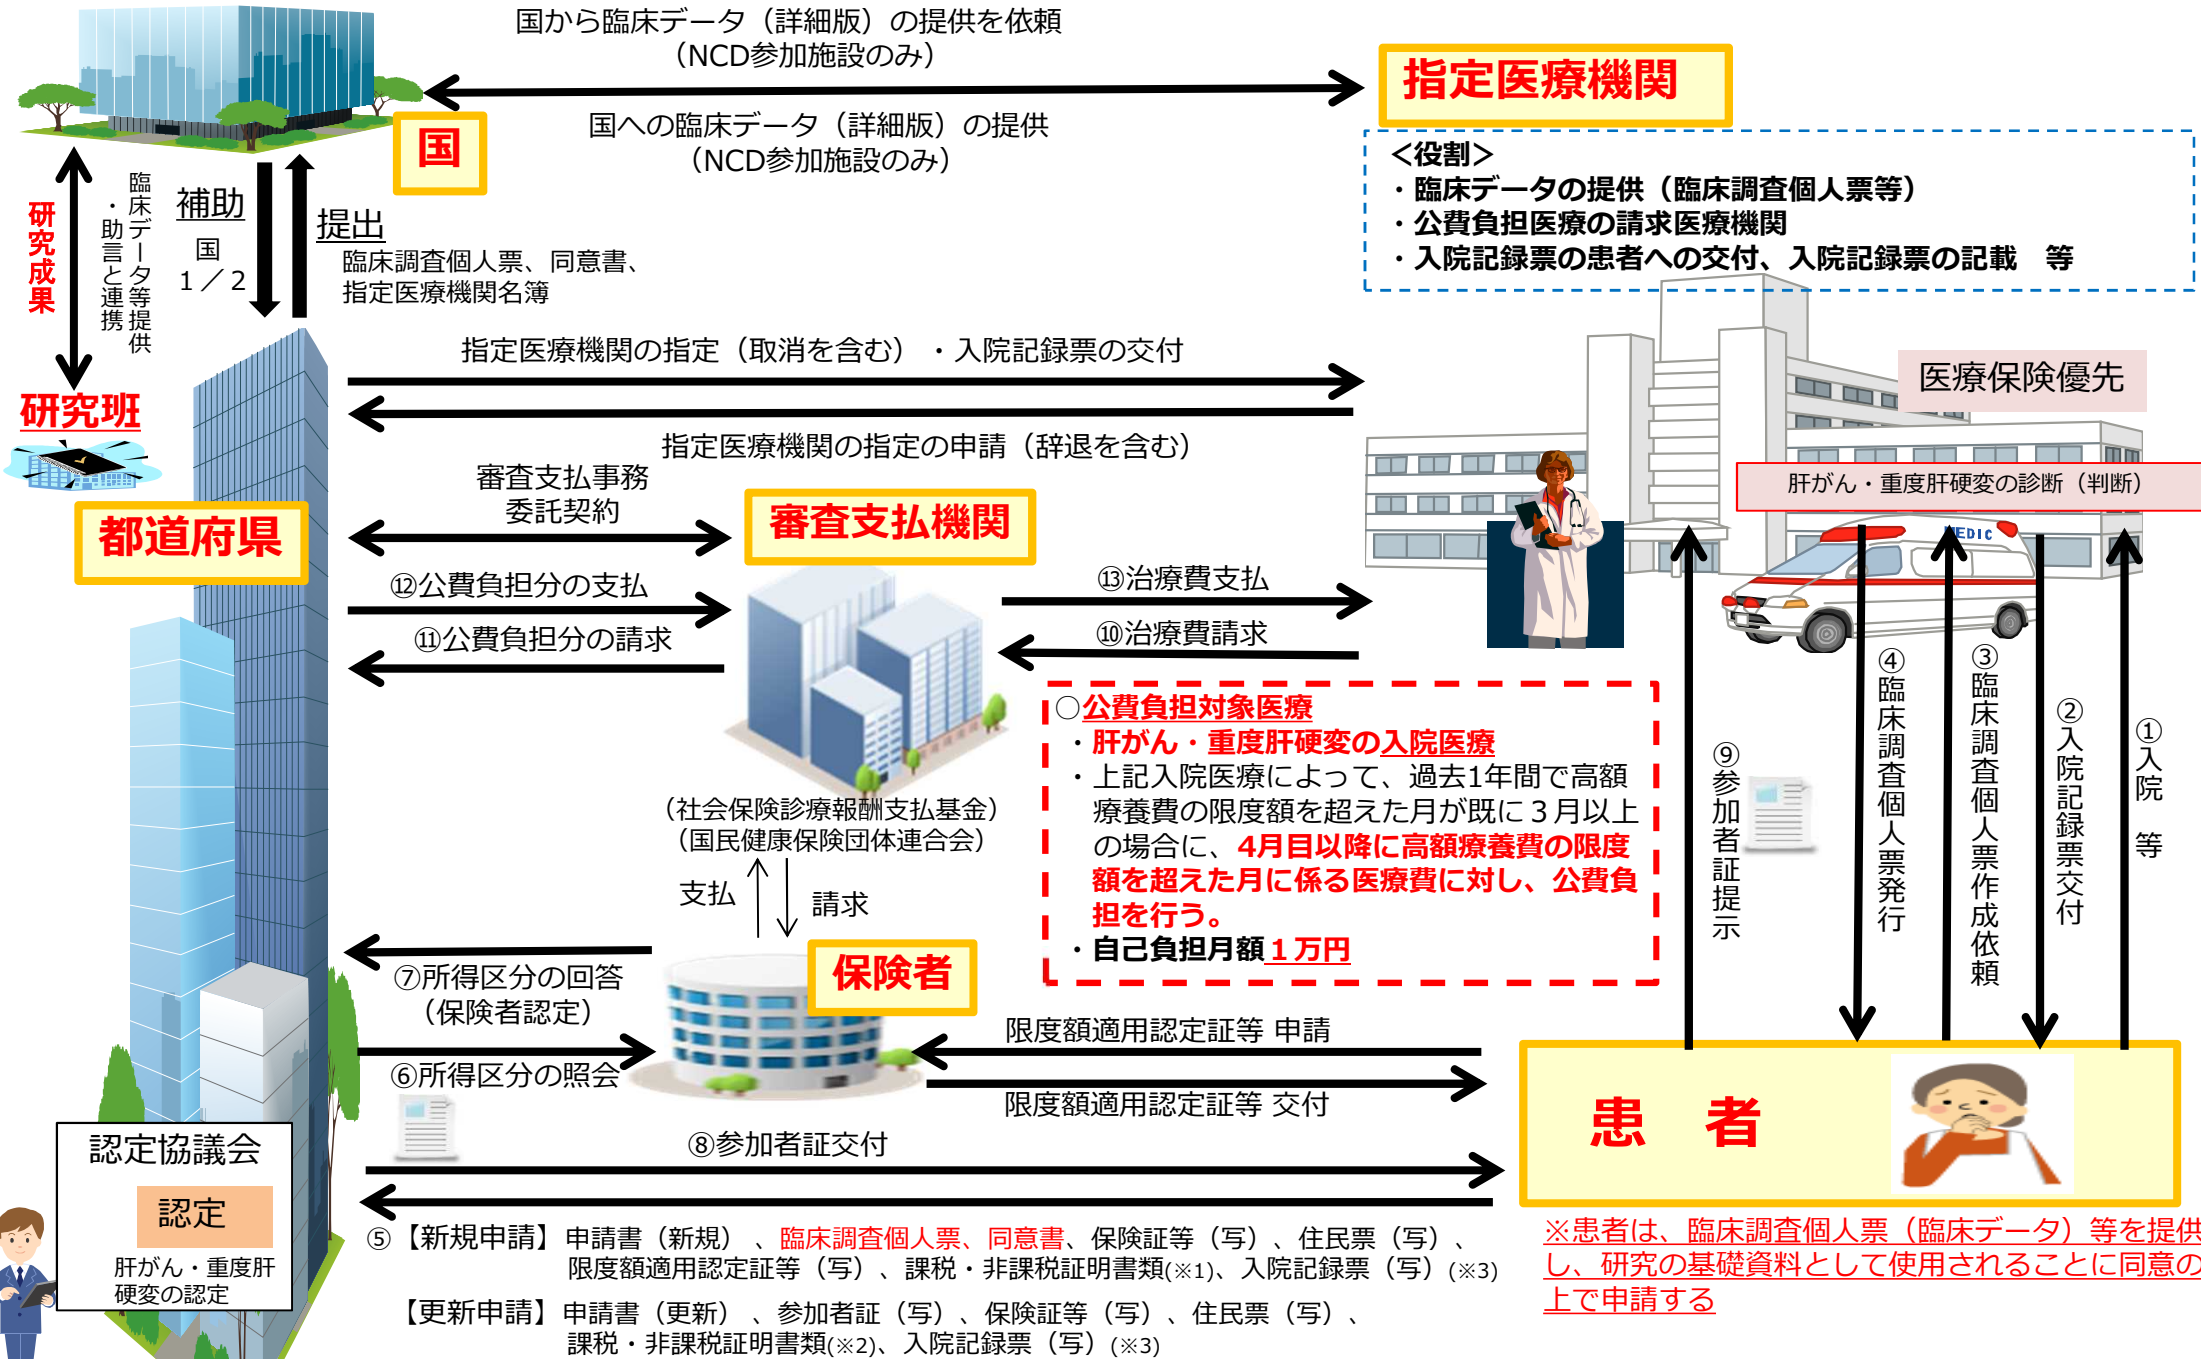 国から臨床データ（詳細版）の提供を依頼
（NCD参加施設のみ）
国への臨床データ（詳細版）の提供
（NCD参加施設のみ）
国
指定医療機関
＜役割＞
・臨床データの提供（臨床調査個人票等）
・公費負担医療の請求医療機関
・入院記録票の患者への交付、入院記録票の記載　等
研究成果
臨床データ等提供
・助言と連携
補助
国
１／２
提出
臨床調査個人票、同意書、
指定医療機関名簿
研究班
指定医療機関の指定（取消を含む）・入院記録票の交付
指定医療機関の指定の申請（辞退を含む）
医療保険優先
肝がん・重度肝硬変の診断（判断）
MEDIC
都道府県
審査支払事務
委託契約
審査支払機関
⑫公費負担分の支払
⑪公費負担分の請求
⑬治療費支払
⑩治療費請求
（社会保険診療報酬支払基金）
（国民健康保険団体連合会）
支払
請求
○公費負担対象医療
・肝がん・重度肝硬変の入院医療
・上記入院医療によって、過去1年間で高額
療養費の限度額を超えた月が既に３月以上
の場合に、4月目以降に高額療養費の限度
額を超えた月に係る医療費に対し、公費負
担を行う。
・自己負担月額１万円
⑨参加者証提示
④臨床調査個人票発行
③臨床調査個人票作成依頼
②入院記録票交付
①入院　等
保険者
⑦所得区分の回答
（保険者認定）
⑥所得区分の照会
限度額適用認定証等 申請
限度額適用認定証等 交付
⑧参加者証交付
患　者
認定協議会
認定
肝がん・重度肝
硬変の認定
⑤【新規申請】申請書（新規）、臨床調査個人票、同意書、保険証等（写）、住民票（写）、
限度額適用認定証等（写）、課税・非課税証明書類(※1)、入院記録票（写）(※3)
【更新申請】申請書（更新）、参加者証（写）、保険証等（写）、住民票（写）、
課税・非課税証明書類(※2)、入院記録票（写）(※3)
※患者は、臨床調査個人票（臨床データ）等を提供
し、研究の基礎資料として使用されることに同意の
上で申請する